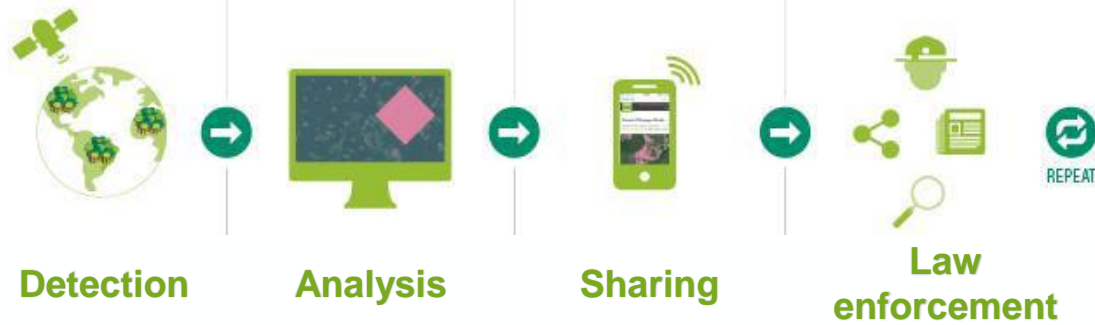 REPEAT
Detection
Analysis
Sharing
Law
enforcement